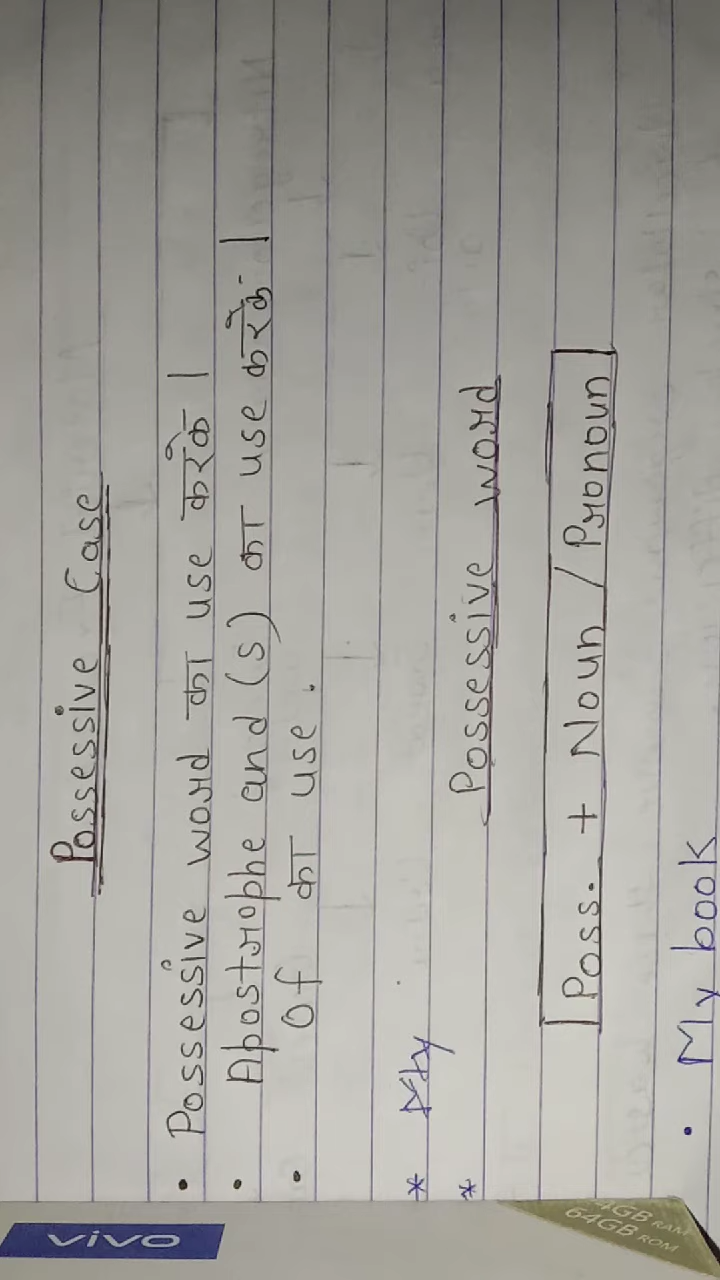 Possessive Case
• Possessive word का use करके |
• Apostrophe and (s) का use करके |
• Of का use.
*
* Possessive word
Poss. + Noun / Pronoun
• My book
vivo
4GB RAM
64GB ROM